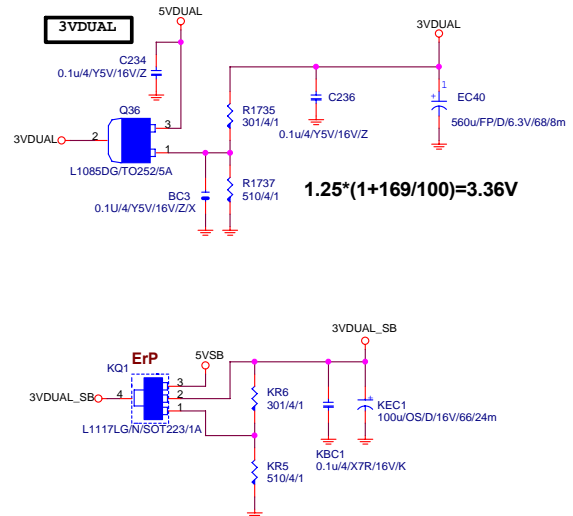 3VDUAL
5VDUAL
3VDUAL
C234
0.1u/4/Y5V/16V/Z
Q36
3
2
1
3VDUAL
L1085DG/TO252/5A
R1735
301/4/1
C236
0.1u/4/Y5V/16V/Z
1
+
EC40
560u/FP/D/6.3V/68/8m
BC3
0.1U/4/Y5V/16V/Z/X
R1737
510/4/1
1.25*(1+169/100)=3.36V
3VDUAL_SB
ErP
5VSB
KQ1
3
2
1
4
3VDUAL_SB
L1117LG/N/SOT223/1A
KR6
301/4/1
KR5
510/4/1
KBC1
0.1u/4/X7R/16V/K
+
KEC1
100u/OS/D/16V/66/24m